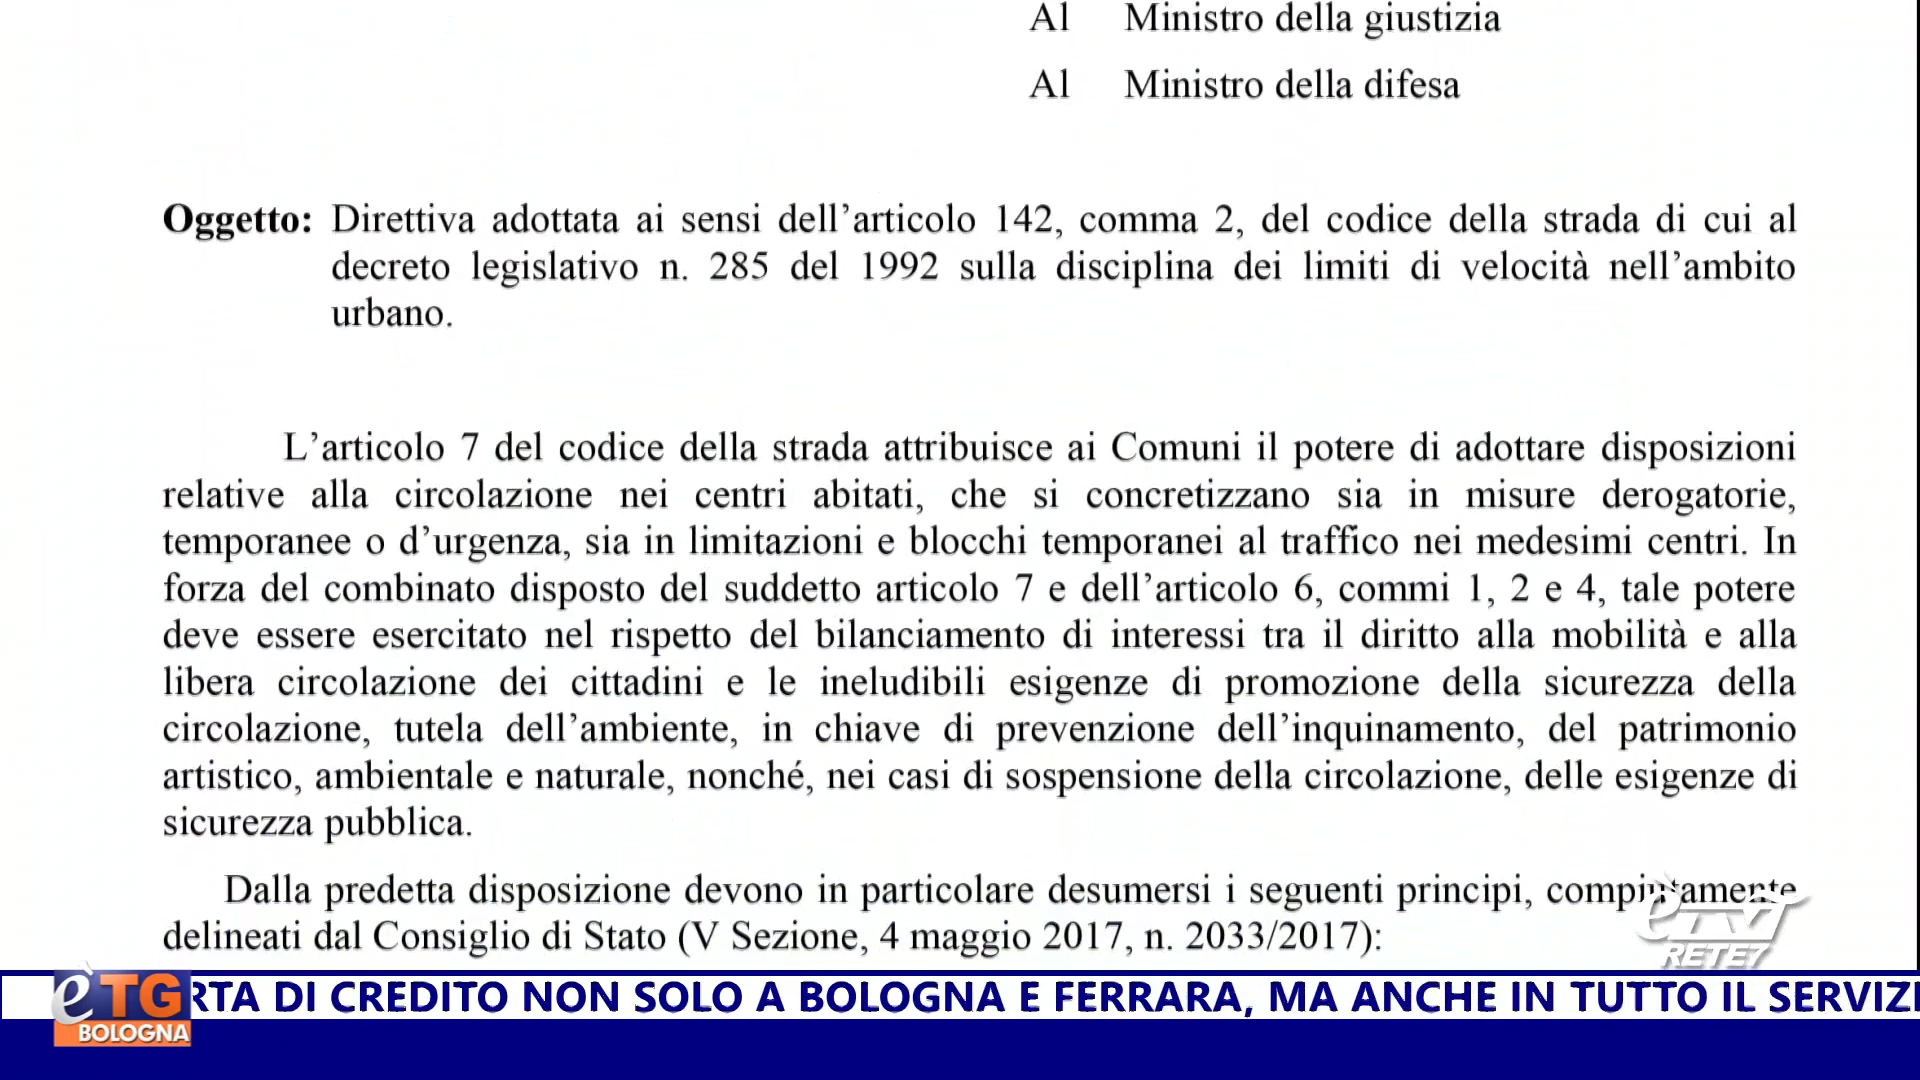 Al Ministro della giustizia
Al Ministro della difesa
Oggetto: Direttiva adottata ai sensi dell’articolo 142, comma 2, del codice della strada di cui al
decreto legislativo n. 285 del 1992 sulla disciplina dei limiti di velocità nell’ambito
urbano.
L’articolo 7 del codice della strada attribuisce ai Comuni il potere di adottare disposizioni
relative alla circolazione nei centri abitati, che si concretizzano sia in misure derogatorie,
temporanee o d’urgenza, sia in limitazioni e blocchi temporanei al traffico nei medesimi centri. In
forza del combinato disposto del suddetto articolo 7 e dell’articolo 6, commi 1, 2 e 4, tale potere
deve essere esercitato nel rispetto del bilanciamento di interessi tra il diritto alla mobilità e alla
libera circolazione dei cittadini e le ineludibili esigenze di promozione della sicurezza della
circolazione, tutela dell’ambiente, in chiave di prevenzione dell’inquinamento, del patrimonio
artistico, ambientale e naturale, nonché, nei casi di sospensione della circolazione, delle esigenze di
sicurezza pubblica.
Dalla predetta disposizione devono in particolare desumersi i seguenti principi, compiutamente
delineati dal Consiglio di Stato (V Sezione, 4 maggio 2017, n. 2033/2017):
èTV
RETE7
è TG
BOLOGNA
RTA DI CREDITO NON SOLO A BOLOGNA E FERRARA, MA ANCHE IN TUTTO IL SERVIZI